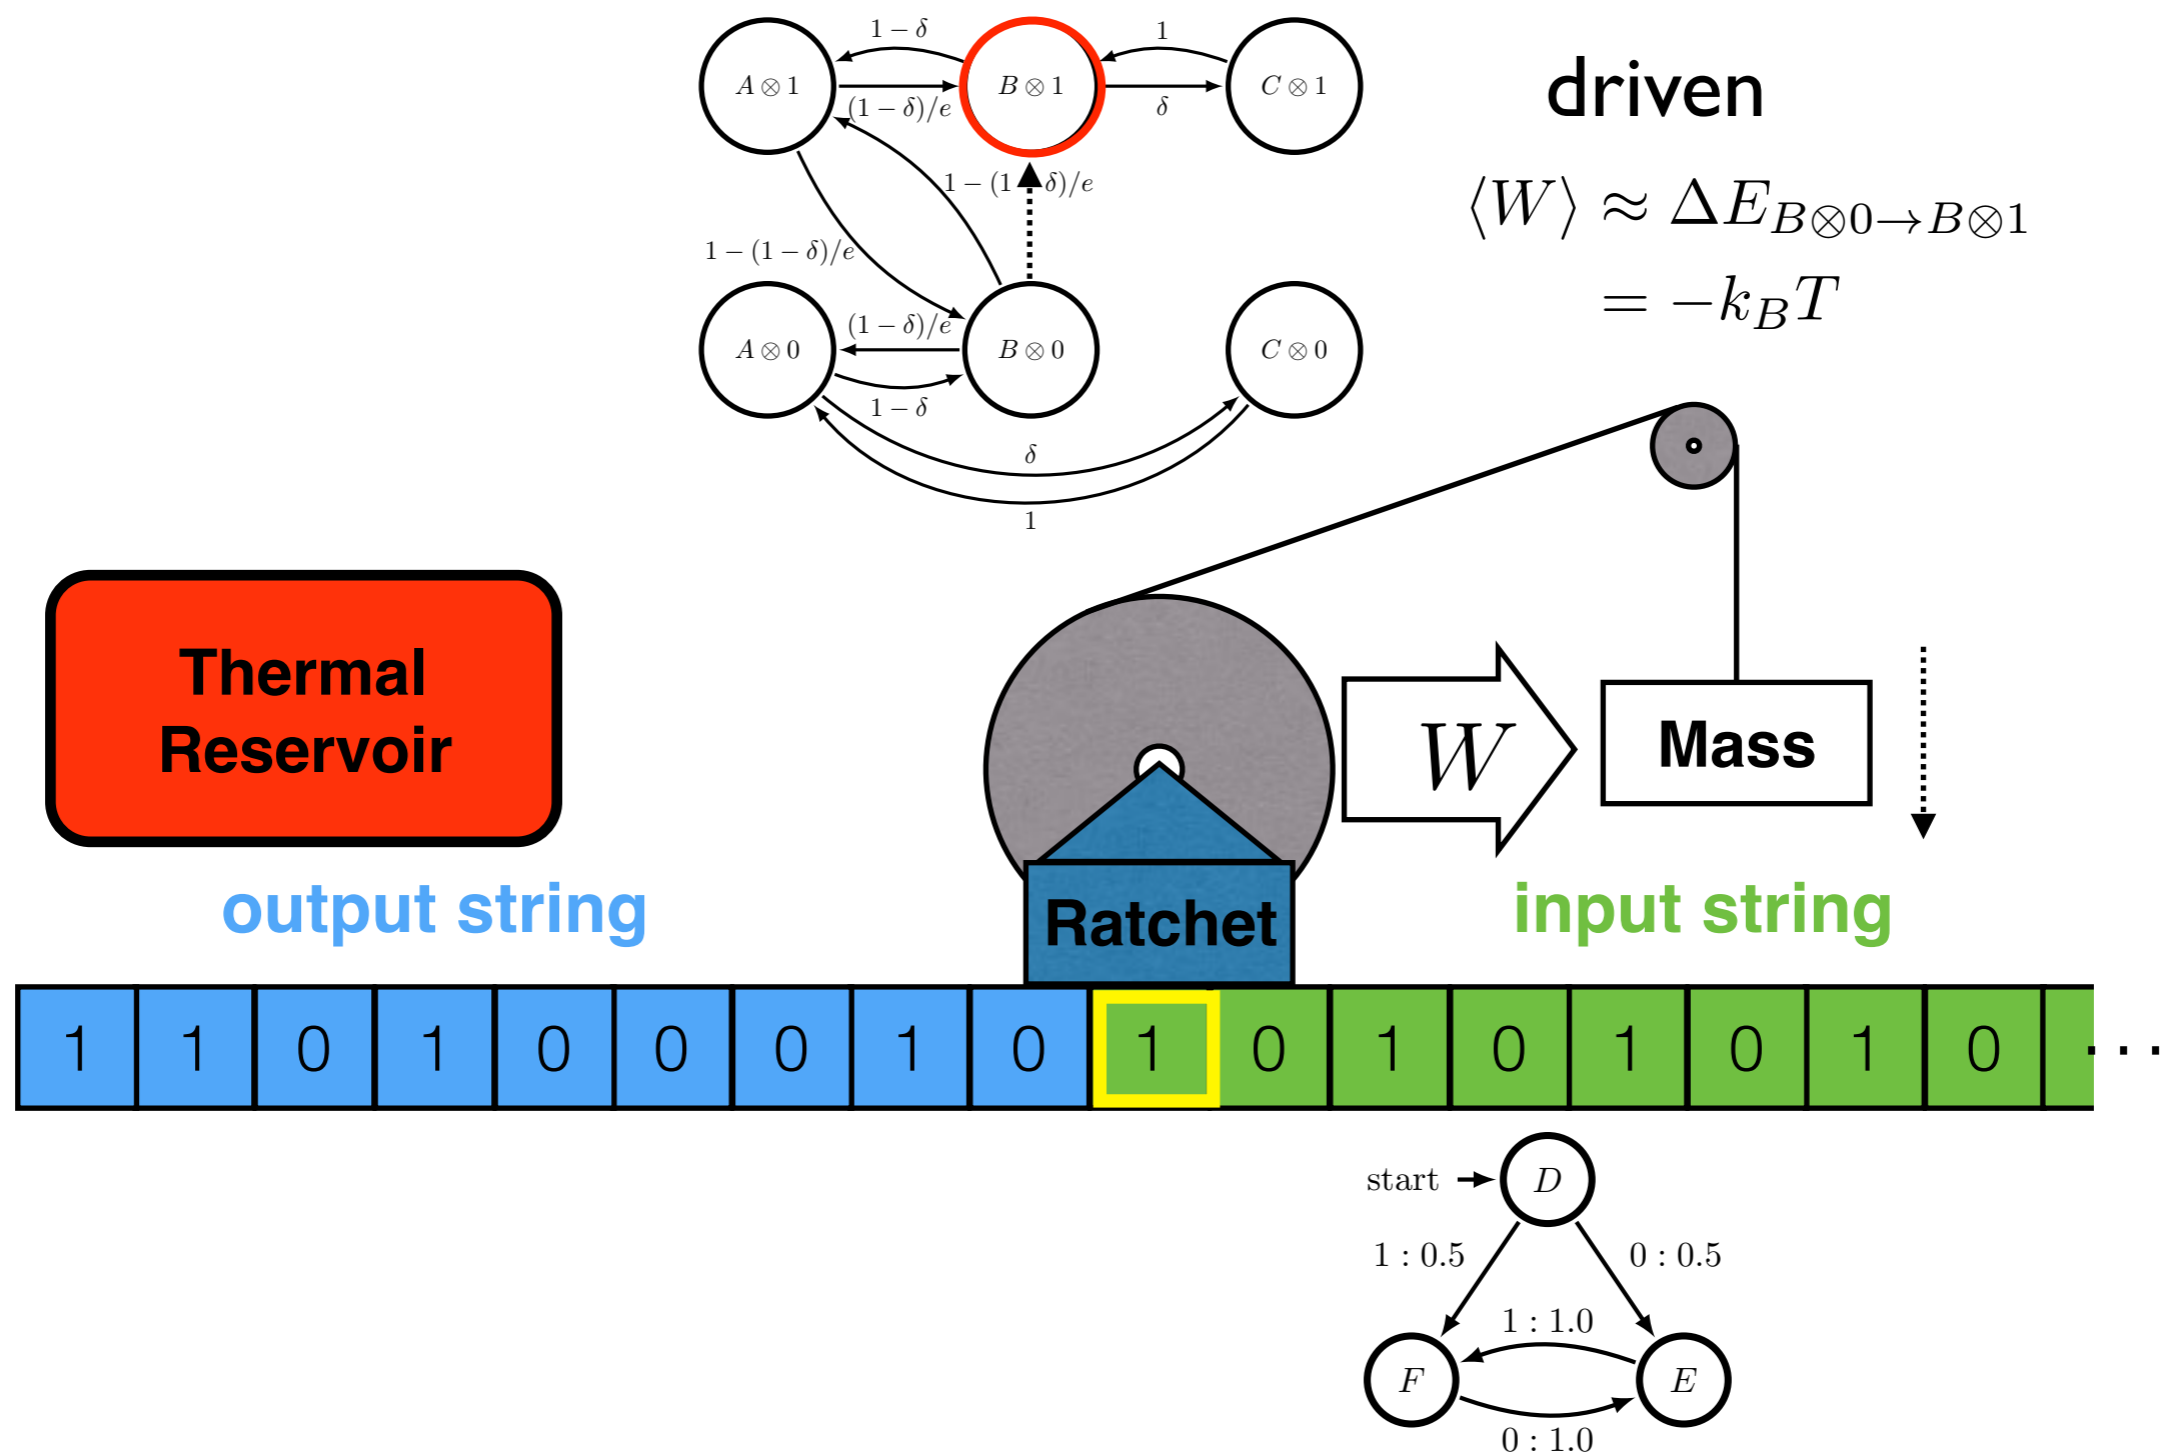 1 − δ
1
A ⊗ 1
B ⊗ 1
C ⊗ 1
(1 − δ)/e
δ
driven
1 − (1 − δ)/e
⟨W⟩ ≈ ΔE_{B⊗0→B⊗1}
1 − (1 − δ)/e
= −k_B T
(1 − δ)/e
A ⊗ 0
B ⊗ 0
C ⊗ 0
1 − δ
δ
1
Thermal
Reservoir
W
Mass
output string
Ratchet
input string
1 1 0 1 0 0 0 1 0 1 0 1 0 1 0 1 0 ...
start
D
1 : 0.5
0 : 0.5
1 : 1.0
F
E
0 : 1.0